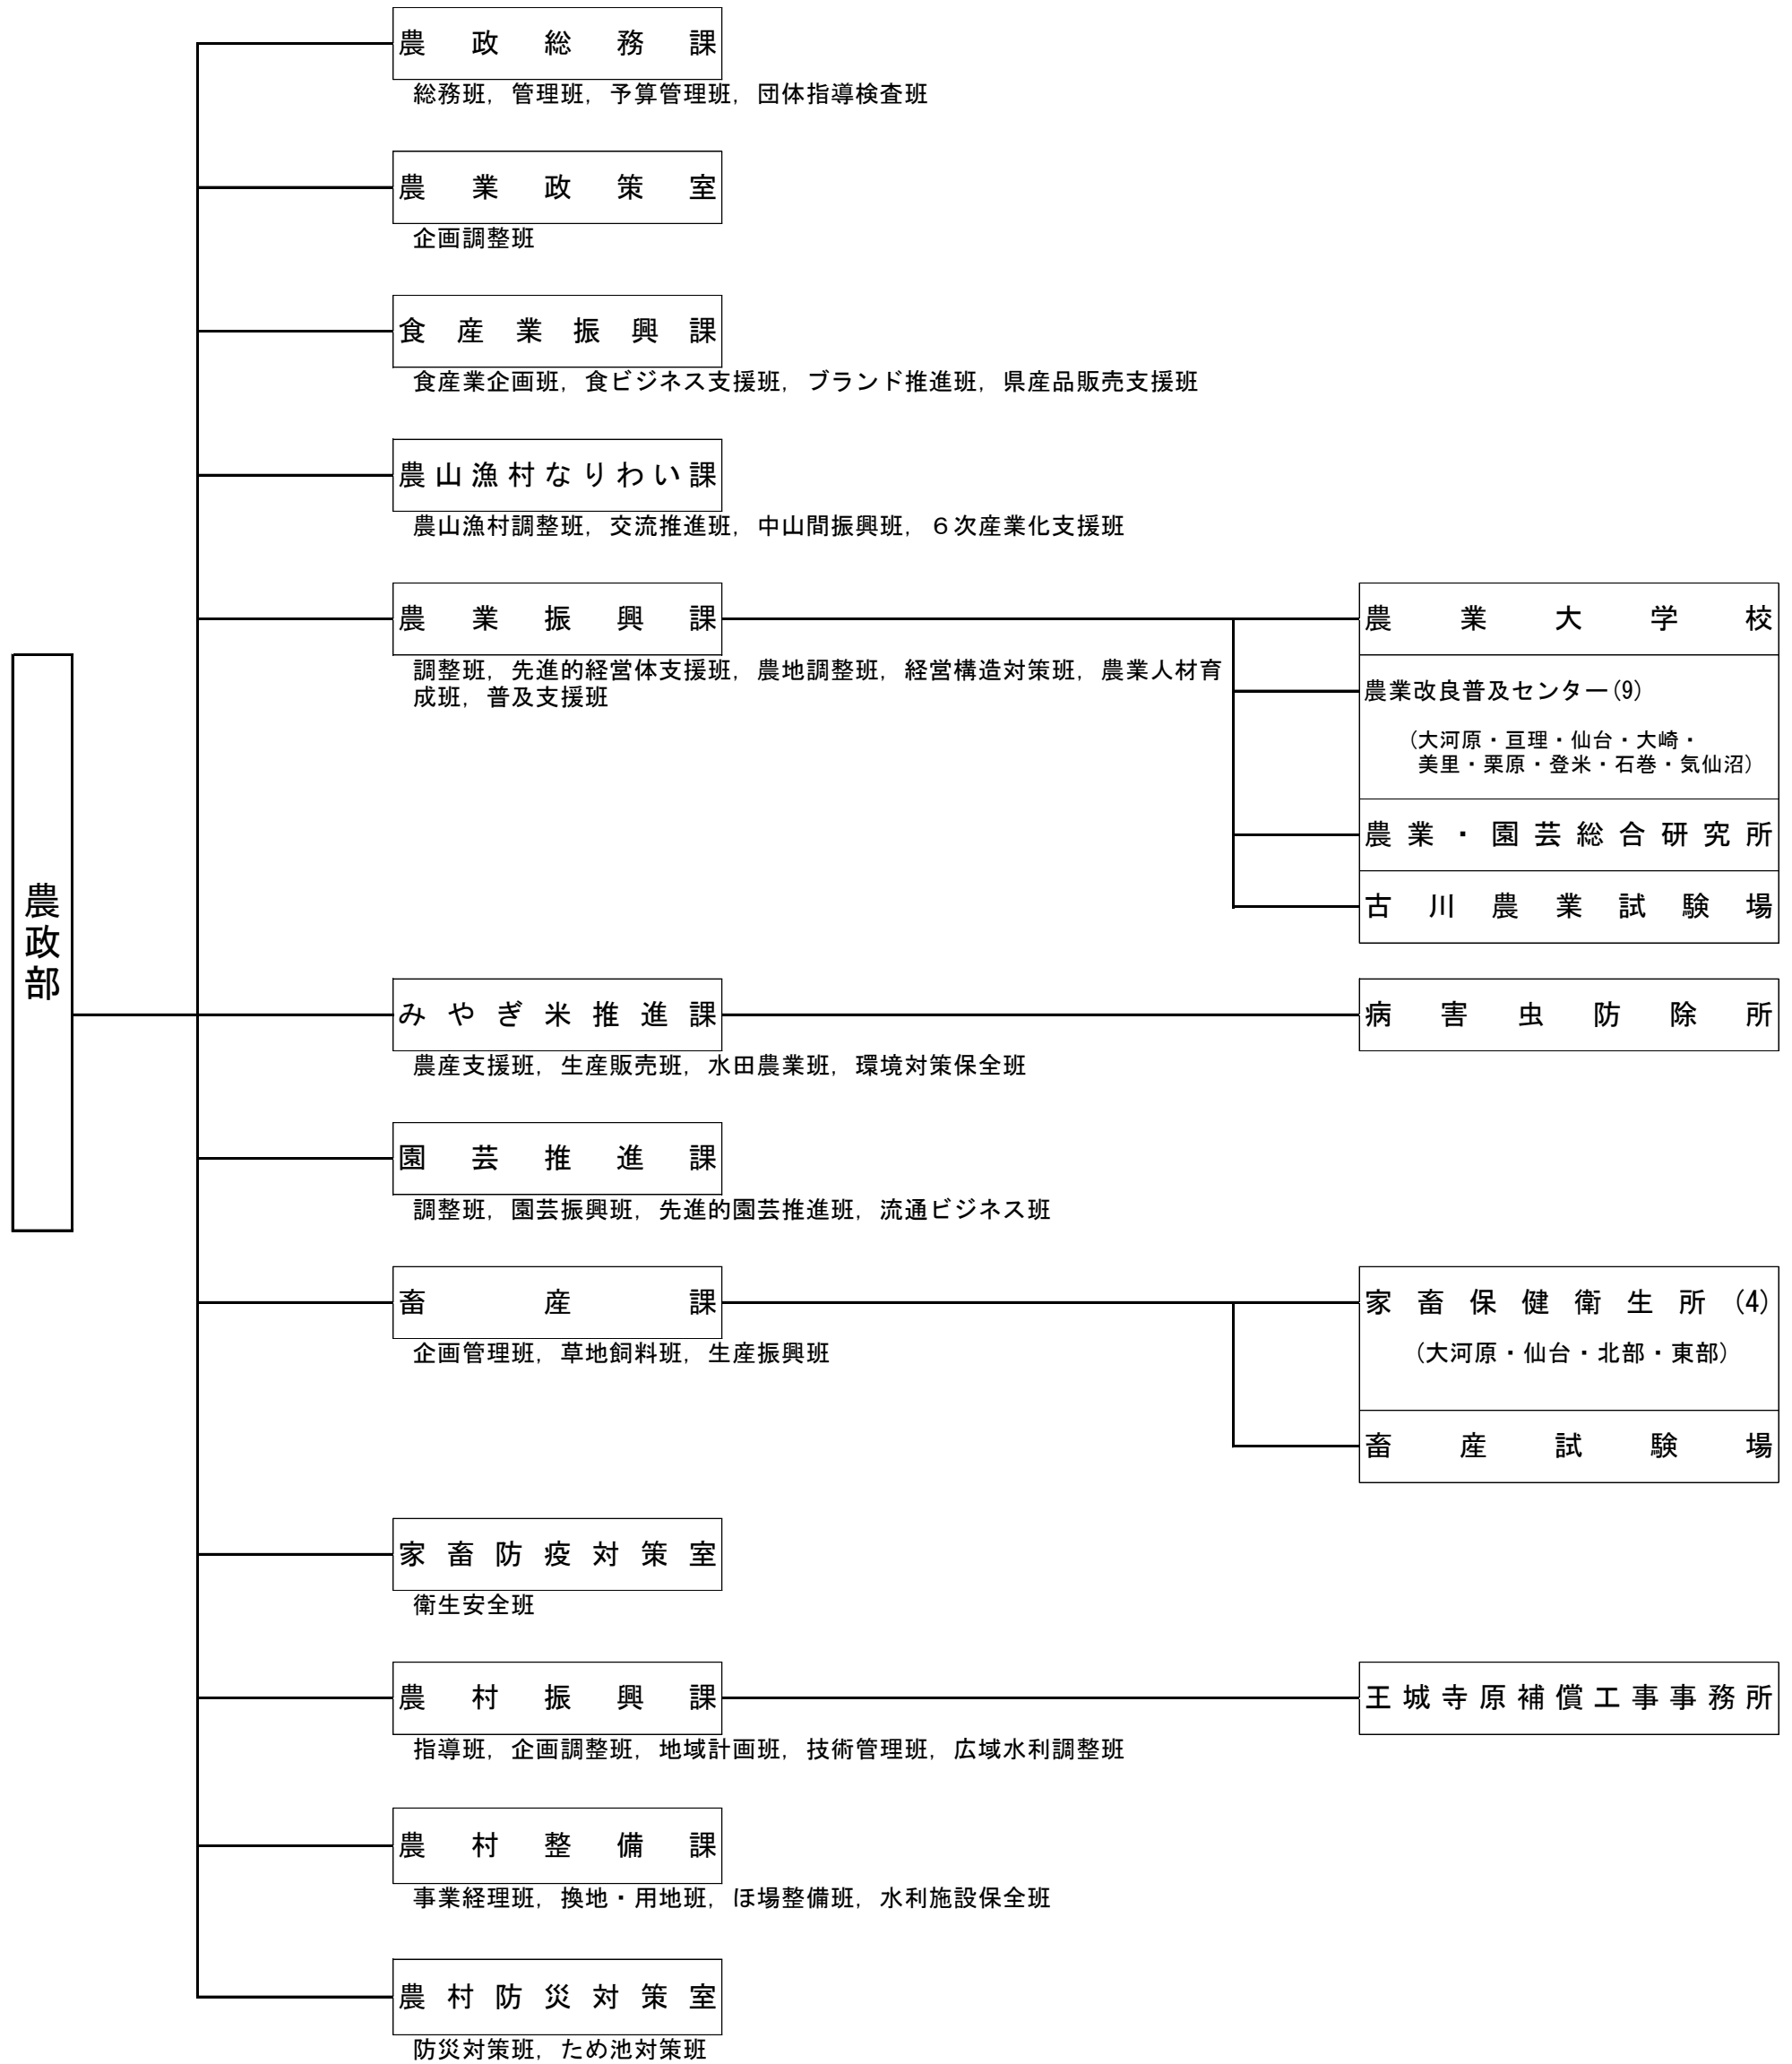 農政総務課
総務班，管理班，予算管理班，団体指導検査班
農業政策室
企画調整班
食産業振興課
食産業企画班，食ビジネス支援班，ブランド推進班，県産品販売支援班
農山漁村なりわい課
農山漁村調整班，交流推進班，中山間振興班，６次産業化支援班
農業振興課
調整班，先進的経営体支援班，農地調整班，経営構造対策班，農業人材育
成班，普及支援班
農業大学校
農業改良普及センター(9)
（大河原・亘理・仙台・大崎・
美里・栗原・登米・石巻・気仙沼）
農業・園芸総合研究所
古川農業試験場
農政部
みやぎ米推進課
農産支援班，生産販売班，水田農業班，環境対策保全班
病害虫防除所
園芸推進課
調整班，園芸振興班，先進的園芸推進班，流通ビジネス班
畜産課
企画管理班，草地飼料班，生産振興班
家畜保健衛生所(4)
（大河原・仙台・北部・東部）
畜産試験場
家畜防疫対策室
衛生安全班
農村振興課
指導班，企画調整班，地域計画班，技術管理班，広域水利調整班
王城寺原補償工事事務所
農村整備課
事業経理班，換地・用地班，ほ場整備班，水利施設保全班
農村防災対策室
防災対策班，ため池対策班